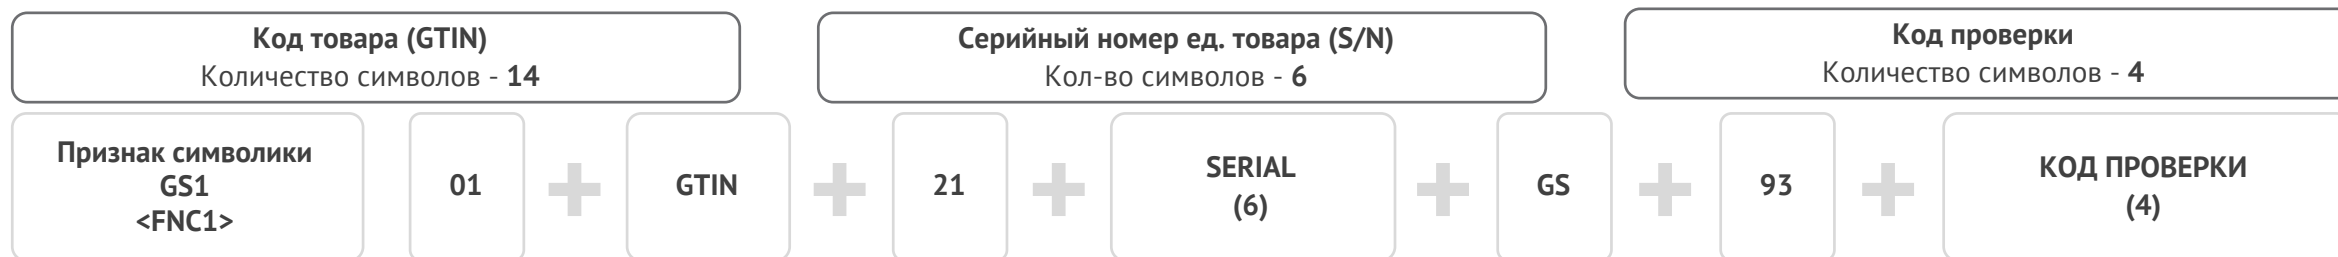 Код товара (GTIN)
Количество символов - 14
Серийный номер ед. товара (S/N)
Кол-во символов - 6
Код проверки
Количество символов - 4
Признак символики
GS1
<FNC1>
01
+
GTIN
+
21
+
SERIAL
(6)
+
GS
+
93
+
КОД ПРОВЕРКИ
(4)